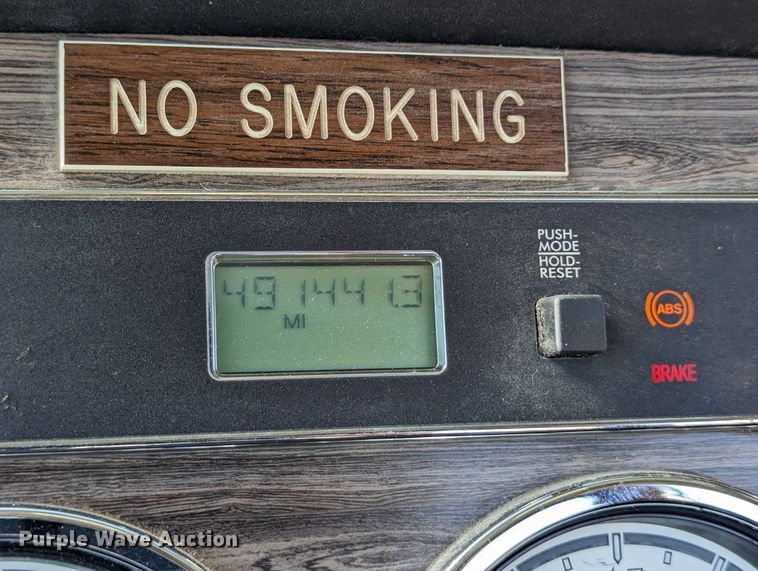 NO SMOKING
491441.3
MI
PUSH-
MODE
HOLD-
RESET
ABS
BRAKE
Purple Wave Auction